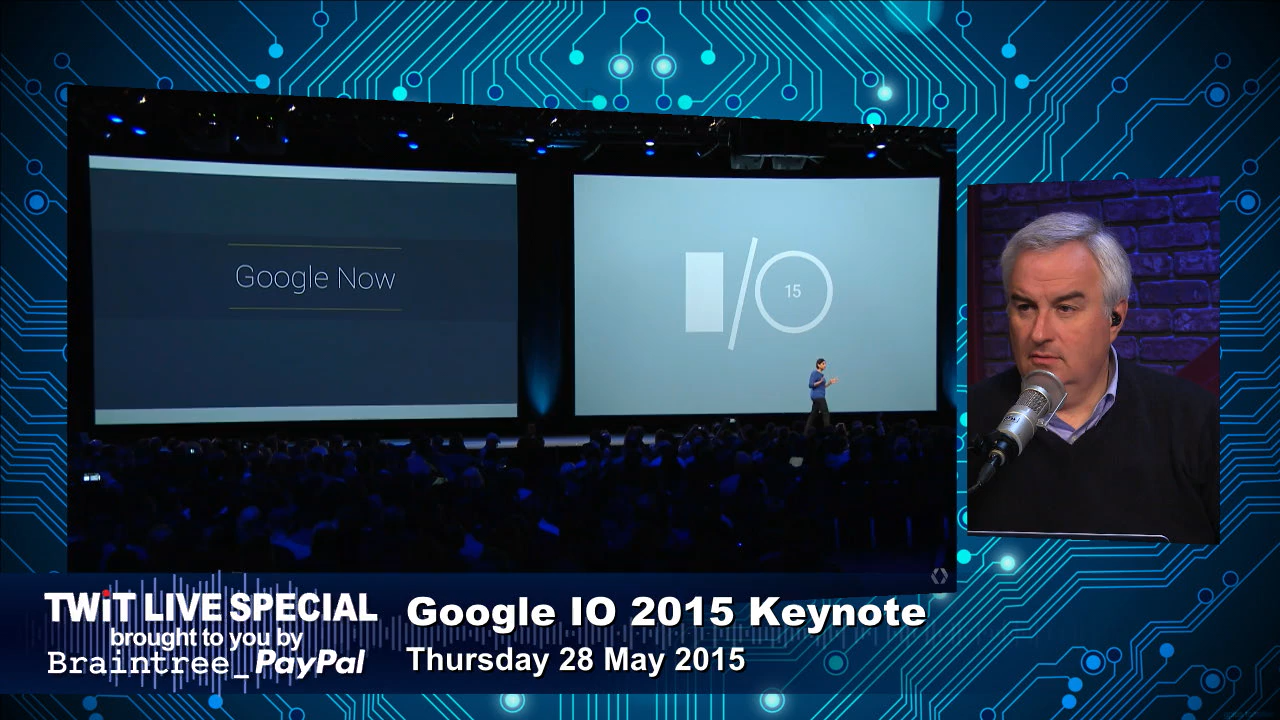 Google Now
I/O
15
TWiT LIVE SPECIAL
brought to you by
Braintree_PayPal
Google IO 2015 Keynote
Thursday 28 May 2015